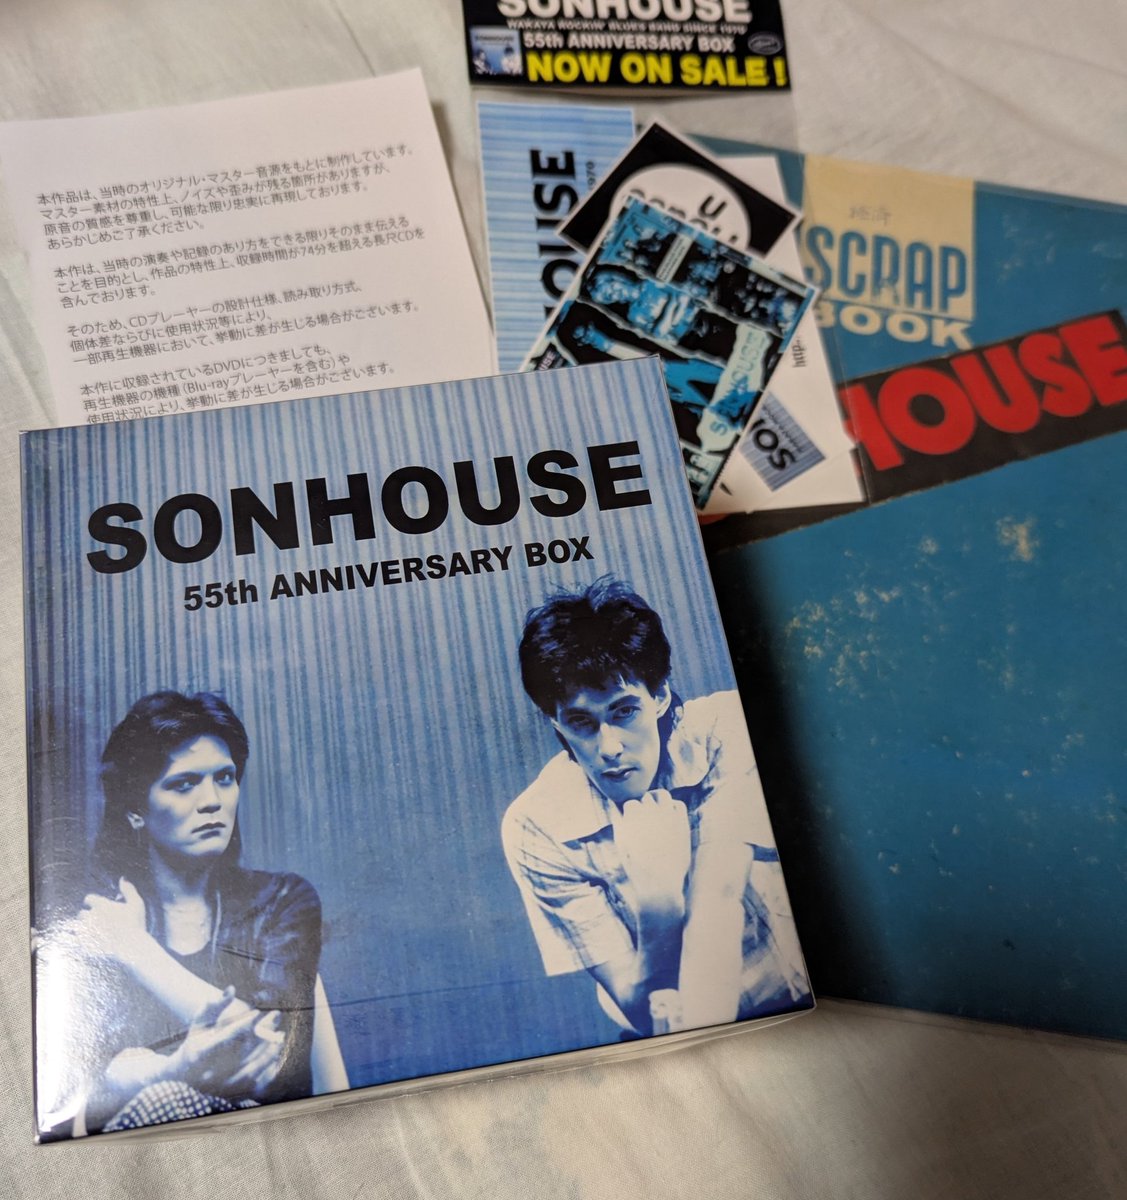 SONHOUSE
WAKAYA ROCKIN' BLUES BAND SINCE 1970
55th ANNIVERSARY BOX
NOW ON SALE!
本作品は、当時のオリジナル・マスター音源をもとに制作しています。
マスター素材の特性上、ノイズや歪みが残る箇所がありますが、
原音の質感を尊重し、可能な限り忠実に再現しております。
あらかじめご了承ください。
本作は、当時の演奏や記録のあり方をできる限りそのまま伝える
ことを目的とし、作品の特性上、収録時間が74分を超える長尺CDを
含んでおります。
そのため、CDプレーヤーの設計仕様、読み取り方式、
個体差ならびに使用状況等により、
一部再生機器において、挙動に差が生じる場合がございます。
本作に収録されているDVDにつきましても、
再生機器の機種（Blu-rayプレーヤーを含む）や
使用状況により、挙動に差が生じる場合がございます。
HOUSE
1970
http:
SO
経済
SCRAP
BOOK
HOUSE
SONHOUSE
55th ANNIVERSARY BOX